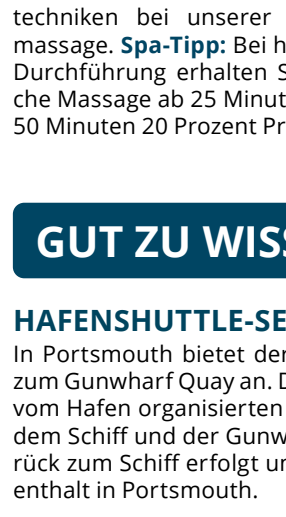 techniken bei unserer
massage. Spa-Tipp: Bei h
Durchführung erhalten S
che Massage ab 25 Minut
50 Minuten 20 Prozent Pr
GUT ZU WISS
HAFENSHUTTLE-SE
In Portsmouth bietet der
zum Gunwharf Quay an. D
vom Hafen organisierten
dem Schiff und der Gunw
rück zum Schiff erfolgt un
enthalt in Portsmouth.